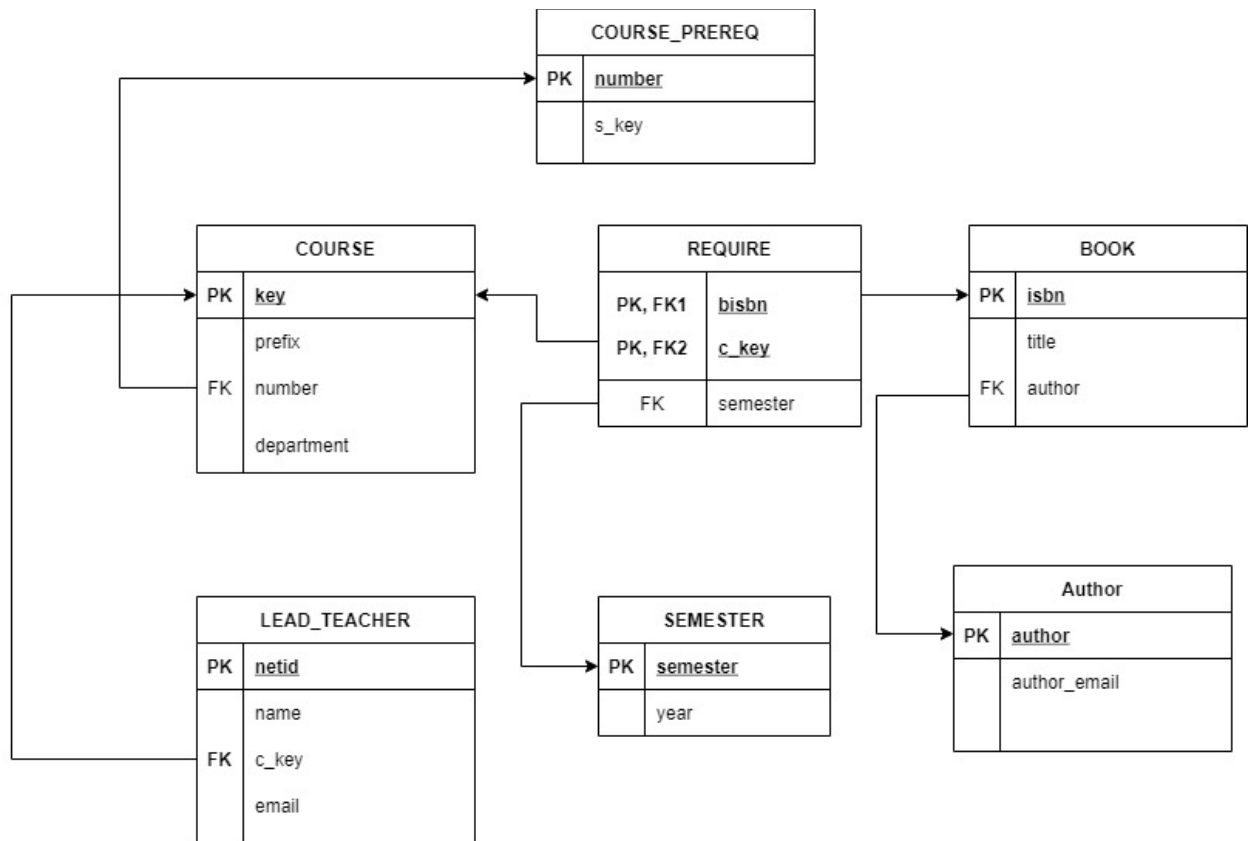 COURSE_PREREQ
PK number
s_key
COURSE
PK key
prefix
FK number
department
REQUIRE
PK, FK1 bisbn
PK, FK2 c_key
FK semester
BOOK
PK isbn
title
FK author
LEAD_TEACHER
PK netid
name
FK c_key
email
SEMESTER
PK semester
year
Author
PK author
author_email